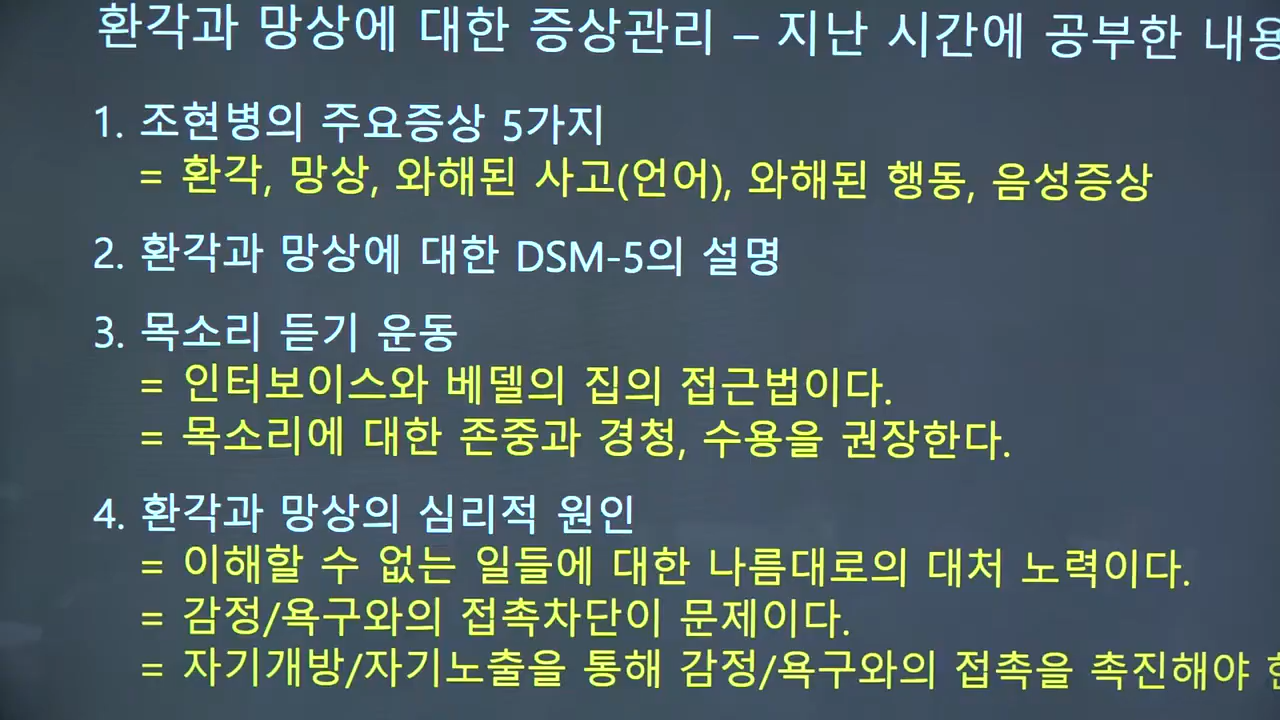 환각과 망상에 대한 증상관리 – 지난 시간에 공부한 내용
1. 조현병의 주요증상 5가지
= 환각, 망상, 와해된 사고(언어), 와해된 행동, 음성증상
2. 환각과 망상에 대한 DSM-5의 설명
3. 목소리 듣기 운동
= 인터보이스와 베델의 집의 접근법이다.
= 목소리에 대한 존중과 경청, 수용을 권장한다.
4. 환각과 망상의 심리적 원인
= 이해할 수 없는 일들에 대한 나름대로의 대처 노력이다.
= 감정/욕구와의 접촉차단이 문제이다.
= 자기개방/자기노출을 통해 감정/욕구와의 접촉을 촉진해야